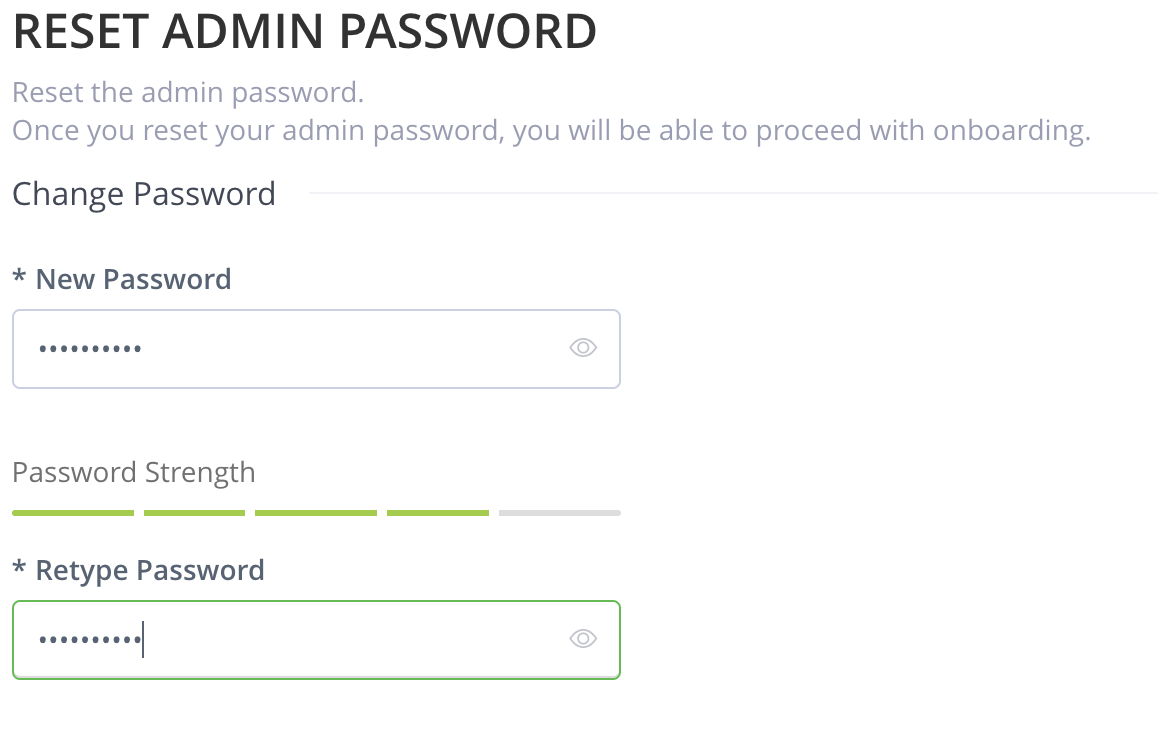 RESET ADMIN PASSWORD
Reset the admin password.
Once you reset your admin password, you will be able to proceed with onboarding.
Change Password
* New Password
••••••••••
Password Strength
* Retype Password
••••••••••